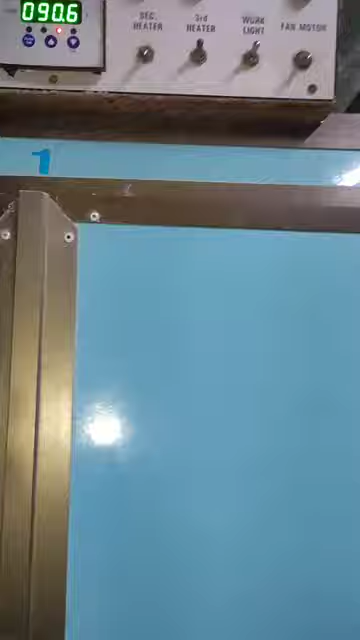 090.6
SEC. HEATER
3rd HEATER
WORK LIGHT
FAN MOTOR
1